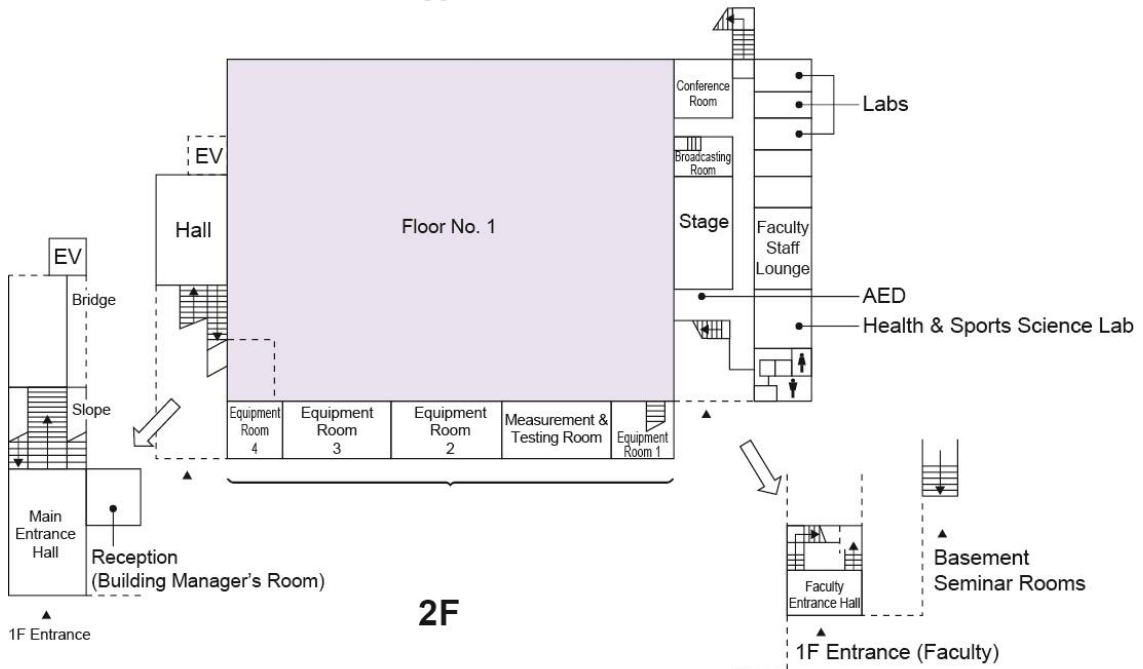 Conference
Room
Labs
EV
Broadcasting
Room
Hall
Floor No. 1
Stage
Faculty
Staff
Lounge
EV
Bridge
AED
Health & Sports Science Lab
Slope
Equipment
Room
4
Equipment
Room
3
Equipment
Room
2
Measurement &
Testing Room
Equipment
Room 1
Main
Entrance
Hall
Reception
(Building Manager's Room)
Basement
Seminar Rooms
Faculty
Entrance Hall
2F
1F Entrance
1F Entrance (Faculty)